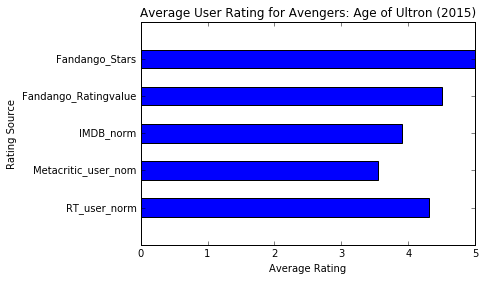 Average User Rating for Avengers: Age of Ultron (2015)
Fandango_Stars
Fandango_Ratingvalue
IMDB_norm
Metacritic_user_nom
RT_user_norm
Rating Source
0 1 2 3 4 5
Average Rating